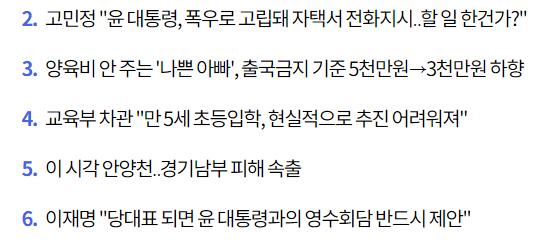 2. 고민정 "윤 대통령, 폭우로 고립돼 자택서 전화지시..할 일 한건가?"
3. 양육비 안 주는 '나쁜 아빠', 출국금지 기준 5천만원→3천만원 하향
4. 교육부 차관 "만 5세 초등입학, 현실적으로 추진 어려워져"
5. 이 시각 안양천..경기남부 피해 속출
6. 이재명 "당대표 되면 윤 대통령과의 영수회담 반드시 제안"